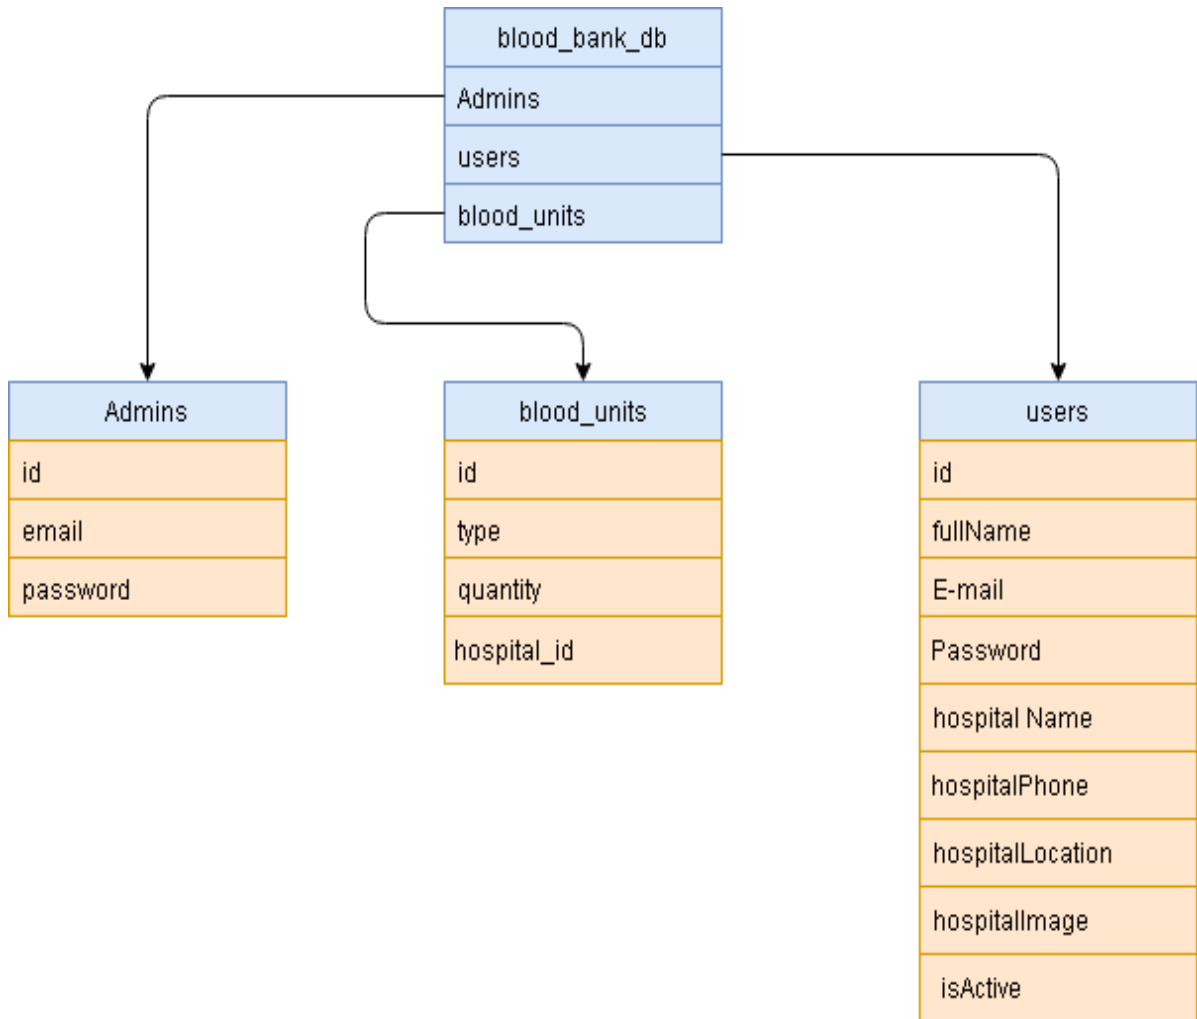 blood_bank_db
Admins
users
blood_units
Admins
id
email
password
blood_units
id
type
quantity
hospital_id
users
id
fullName
E-mail
Password
hospital Name
hospitalPhone
hospitalLocation
hospitalImage
isActive